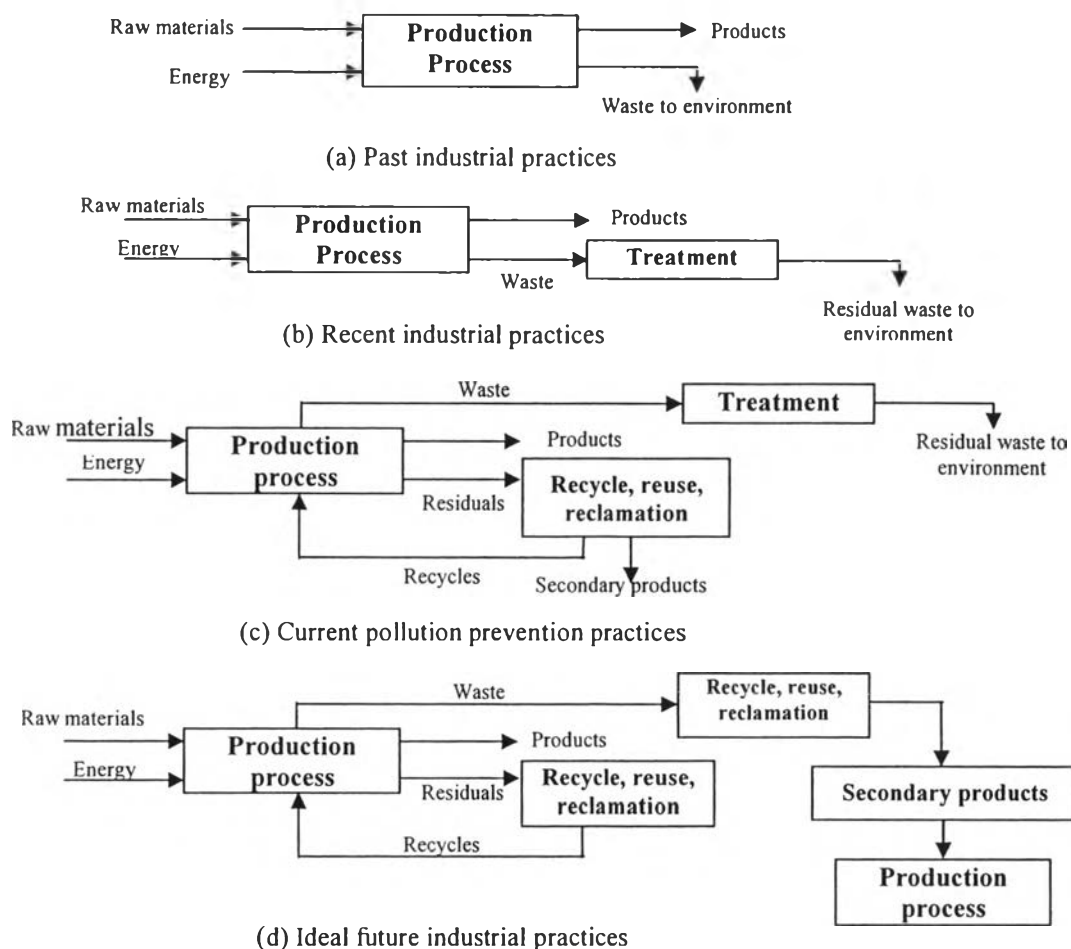 Raw materials
Production
Process
Products
Energy
Waste to environment
(a) Past industrial practices
Raw materials
Production
Process
Products
Energy
Treatment
Waste
Residual waste to
environment
(b) Recent industrial practices
Waste
Treatment
Raw materials
Production
process
Products
Energy
Residual waste to
environment
Recycle, reuse,
reclamation
Residuals
Recycles
Secondary products
(c) Current pollution prevention practices
Waste
Recycle, reuse,
reclamation
Raw materials
Production
process
Products
Energy
Recycle, reuse,
reclamation
Residuals
Secondary products
Recycles
Production
process
(d) Ideal future industrial practices